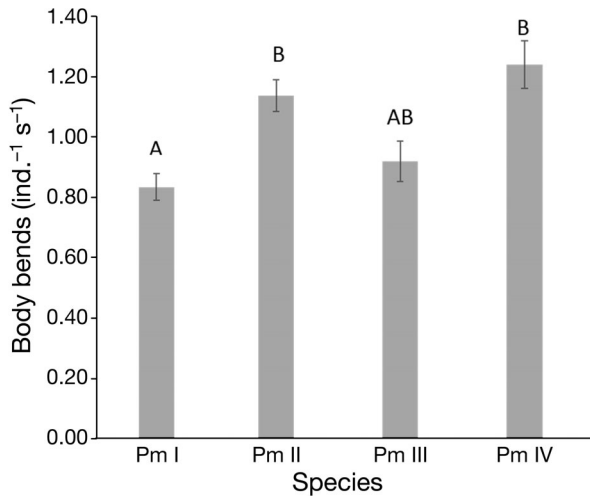 1.40
1.20
1.00
0.80
0.60
0.40
0.20
0.00
Body bends (ind.⁻¹ s⁻¹)
A
B
AB
B
Pm I
Pm II
Pm III
Pm IV
Species